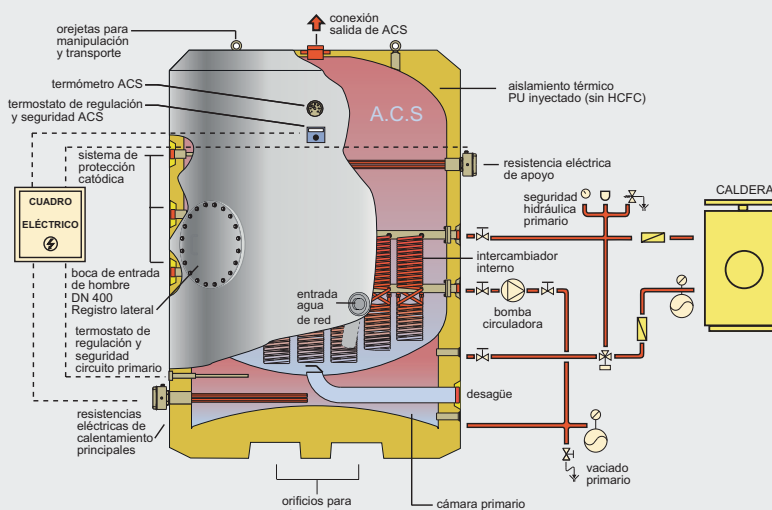 orejetas para
manipulación
y transporte
conexión
salida de ACS
termómetro ACS
termostato de regulación
y seguridad ACS
aislamiento térmico
PU inyectado (sin HCFC)
A.C.S
sistema de
protección
catódica
resistencia eléctrica
de apoyo
CUADRO
ELÉCTRICO
seguridad
hidráulica
primario
CALDERA
boca de entrada
de hombre
DN 400
Registro lateral
intercambiador
interno
entrada
agua
de red
bomba
circuladora
termostato de
regulación y
seguridad
circuito primario
desagüe
resistencias
eléctricas de
calentamiento
principales
vaciado
primario
orificios para
cámara primario